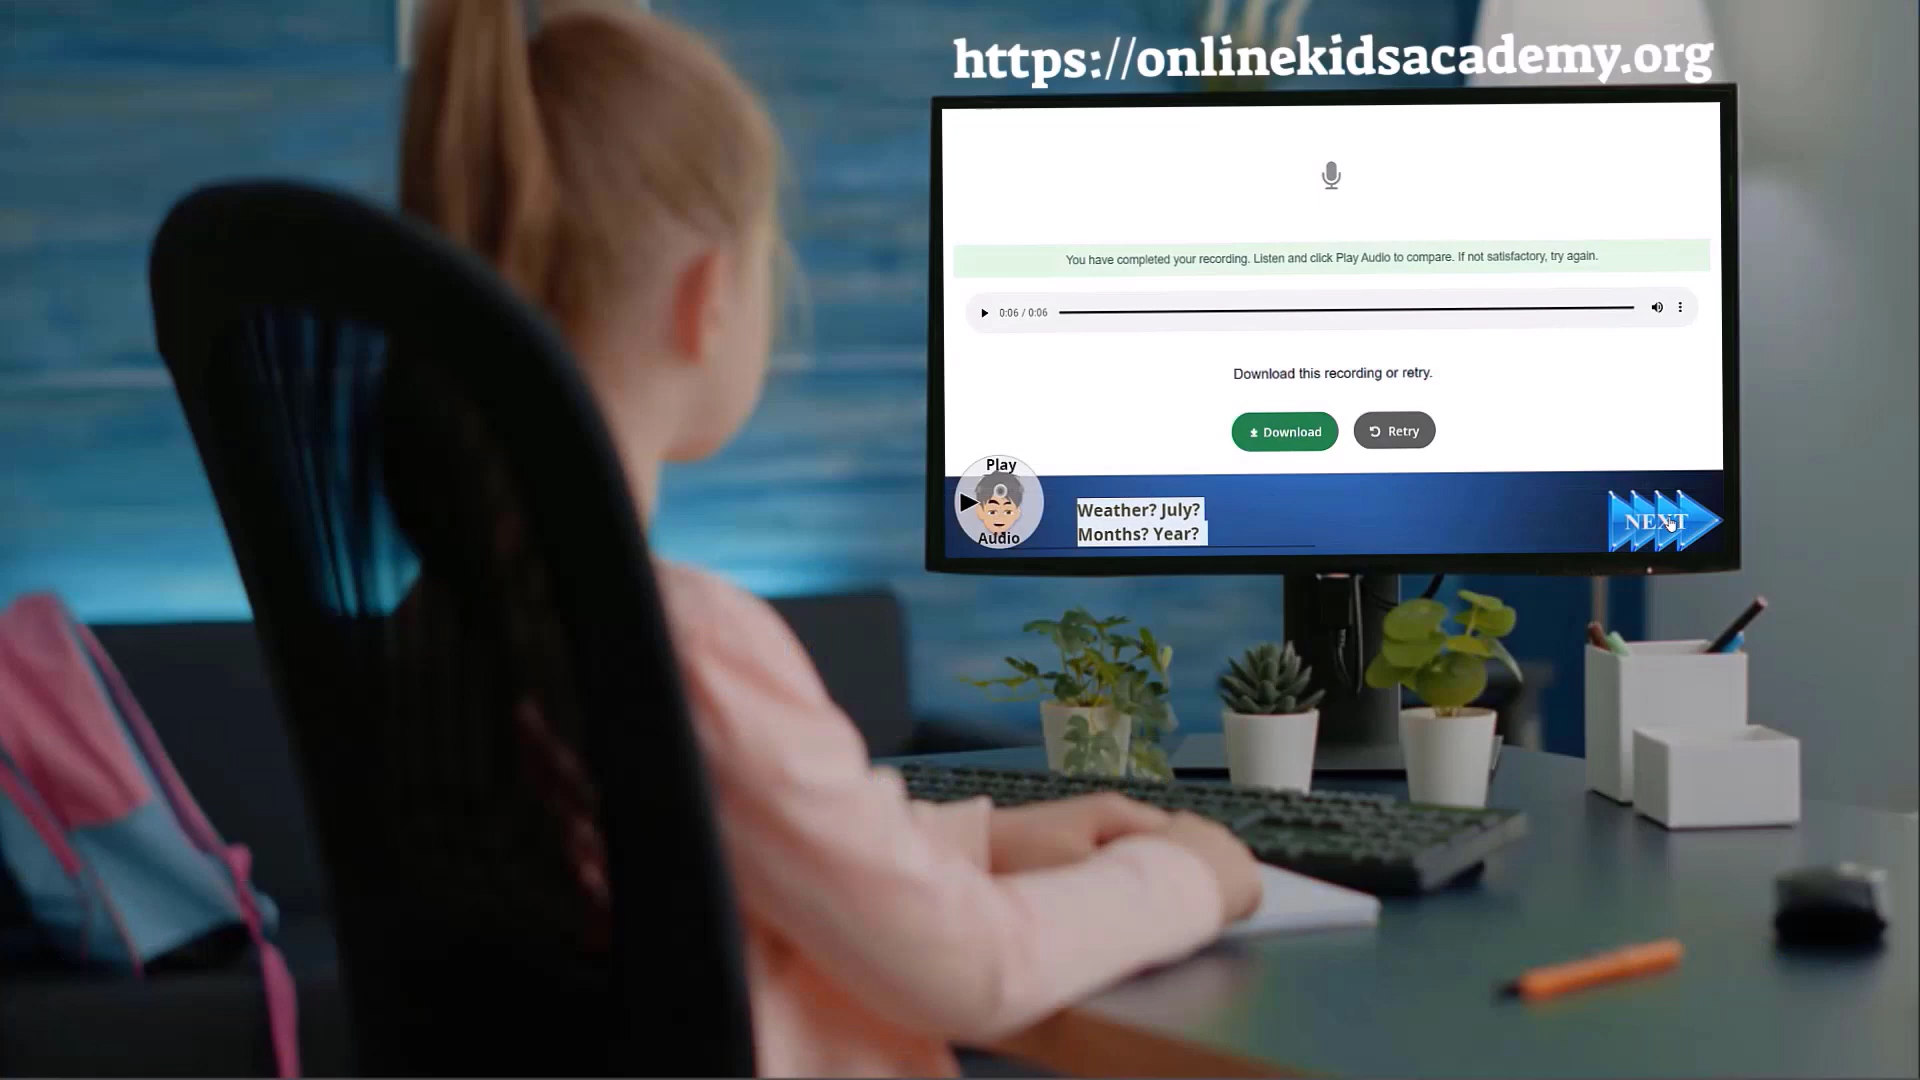 https://onlinekidsacademy.org
You have completed your recording. Listen and click Play Audio to compare. If not satisfactory, try again.
0:06 / 0:06
Download this recording or retry.
Download
Retry
Play
Audio
Weather? July?
Months? Year?
NEXT